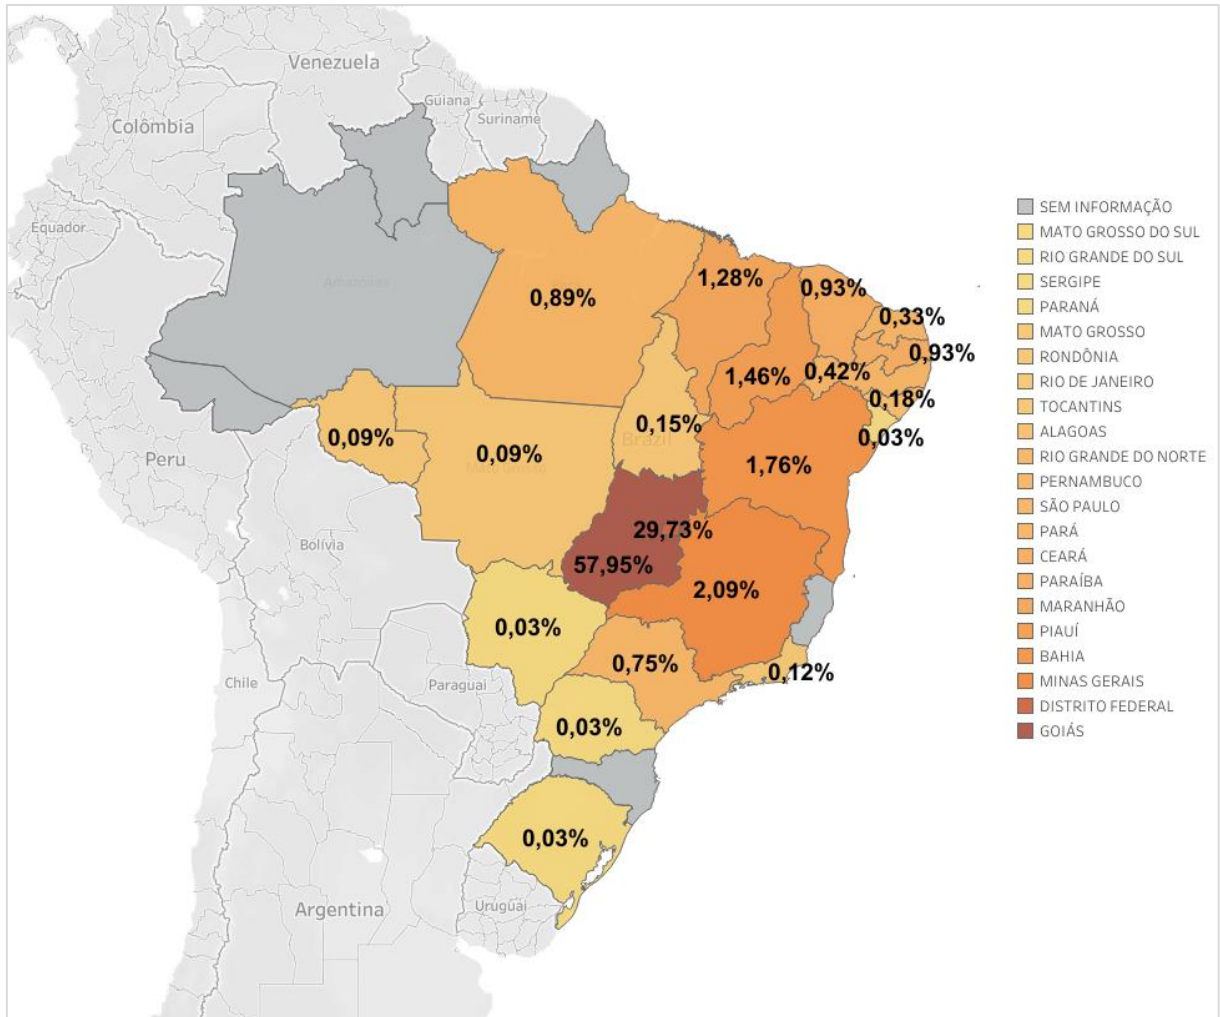 Venezuela
Guiana
Suriname
Colômbia
Equador
Amazonas
Peru
Bolívia
Brazil
Mato Grosso
Chile
Paraguai
Uruguai
Argentina
0,89%
1,28%
0,93%
0,33%
0,93%
1,46%
0,42%
0,18%
0,03%
0,15%
0,09%
0,09%
1,76%
29,73%
57,95%
2,09%
0,03%
0,75%
0,12%
0,03%
0,03%
SEM INFORMAÇÃO
MATO GROSSO DO SUL
RIO GRANDE DO SUL
SERGIPE
PARANÁ
MATO GROSSO
RONDÔNIA
RIO DE JANEIRO
TOCANTINS
ALAGOAS
RIO GRANDE DO NORTE
PERNAMBUCO
SÃO PAULO
PARÁ
CEARÁ
PARAÍBA
MARANHÃO
PIAUÍ
BAHIA
MINAS GERAIS
DISTRITO FEDERAL
GOIÁS